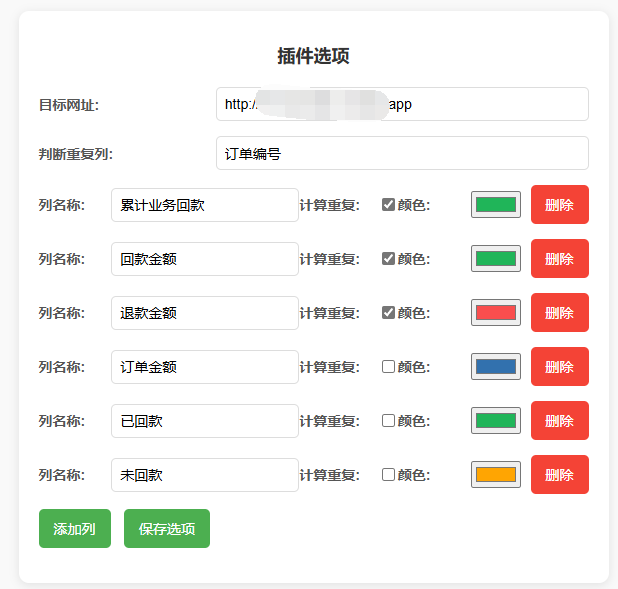 插件选项
目标网址: http:/ app
判断重复列: 订单编号
列名称: 累计业务回款 计算重复: 颜色: 删除
列名称: 回款金额 计算重复: 颜色: 删除
列名称: 退款金额 计算重复: 颜色: 删除
列名称: 订单金额 计算重复: 颜色: 删除
列名称: 已回款 计算重复: 颜色: 删除
列名称: 未回款 计算重复: 颜色: 删除
添加列 保存选项